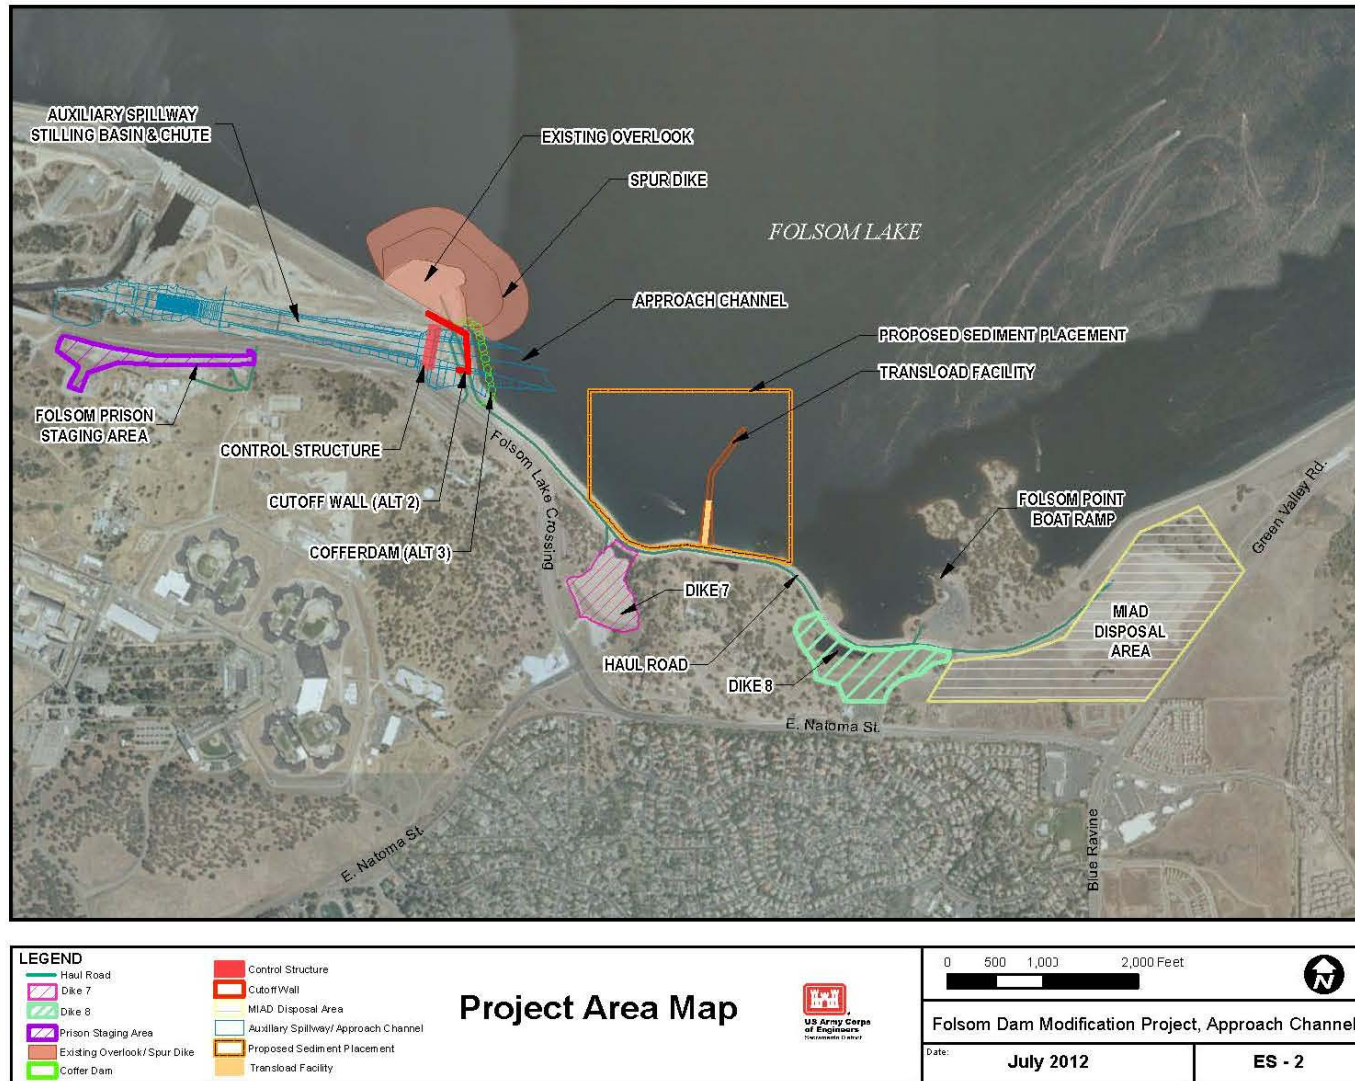 AUXILIARY SPILLWAY
STILLING BASIN & CHUTE
EXISTING OVERLOOK
SPUR DIKE
FOLSOM LAKE
APPROACH CHANNEL
PROPOSED SEDIMENT PLACEMENT
TRANSLOAD FACILITY
FOLSOM PRISON
STAGING AREA
CONTROL STRUCTURE
CUTOFF WALL (ALT 2)
COFFERDAM (ALT 3)
Folsom Lake Crossing
FOLSOM POINT
BOAT RAMP
Green Valley Rd.
DIKE 7
MIAD
DISPOSAL
AREA
HAUL ROAD
DIKE 8
E. Natoma St.
E. Natoma St.
Blue Ravine
LEGEND
Haul Road
Dike 7
Dike 8
Prison Staging Area
Existing Overlook/ Spur Dike
Coffer Dam
Control Structure
Cutoff Wall
MIAD Disposal Area
Auxillary Spillway/ Approach Channel
Proposed Sediment Placement
Transload Facility
Project Area Map
US Army Corps
of Engineers
Sacramento District
0 500 1,000 2,000 Feet
N
Folsom Dam Modification Project, Approach Channel
Date:
July 2012
ES - 2